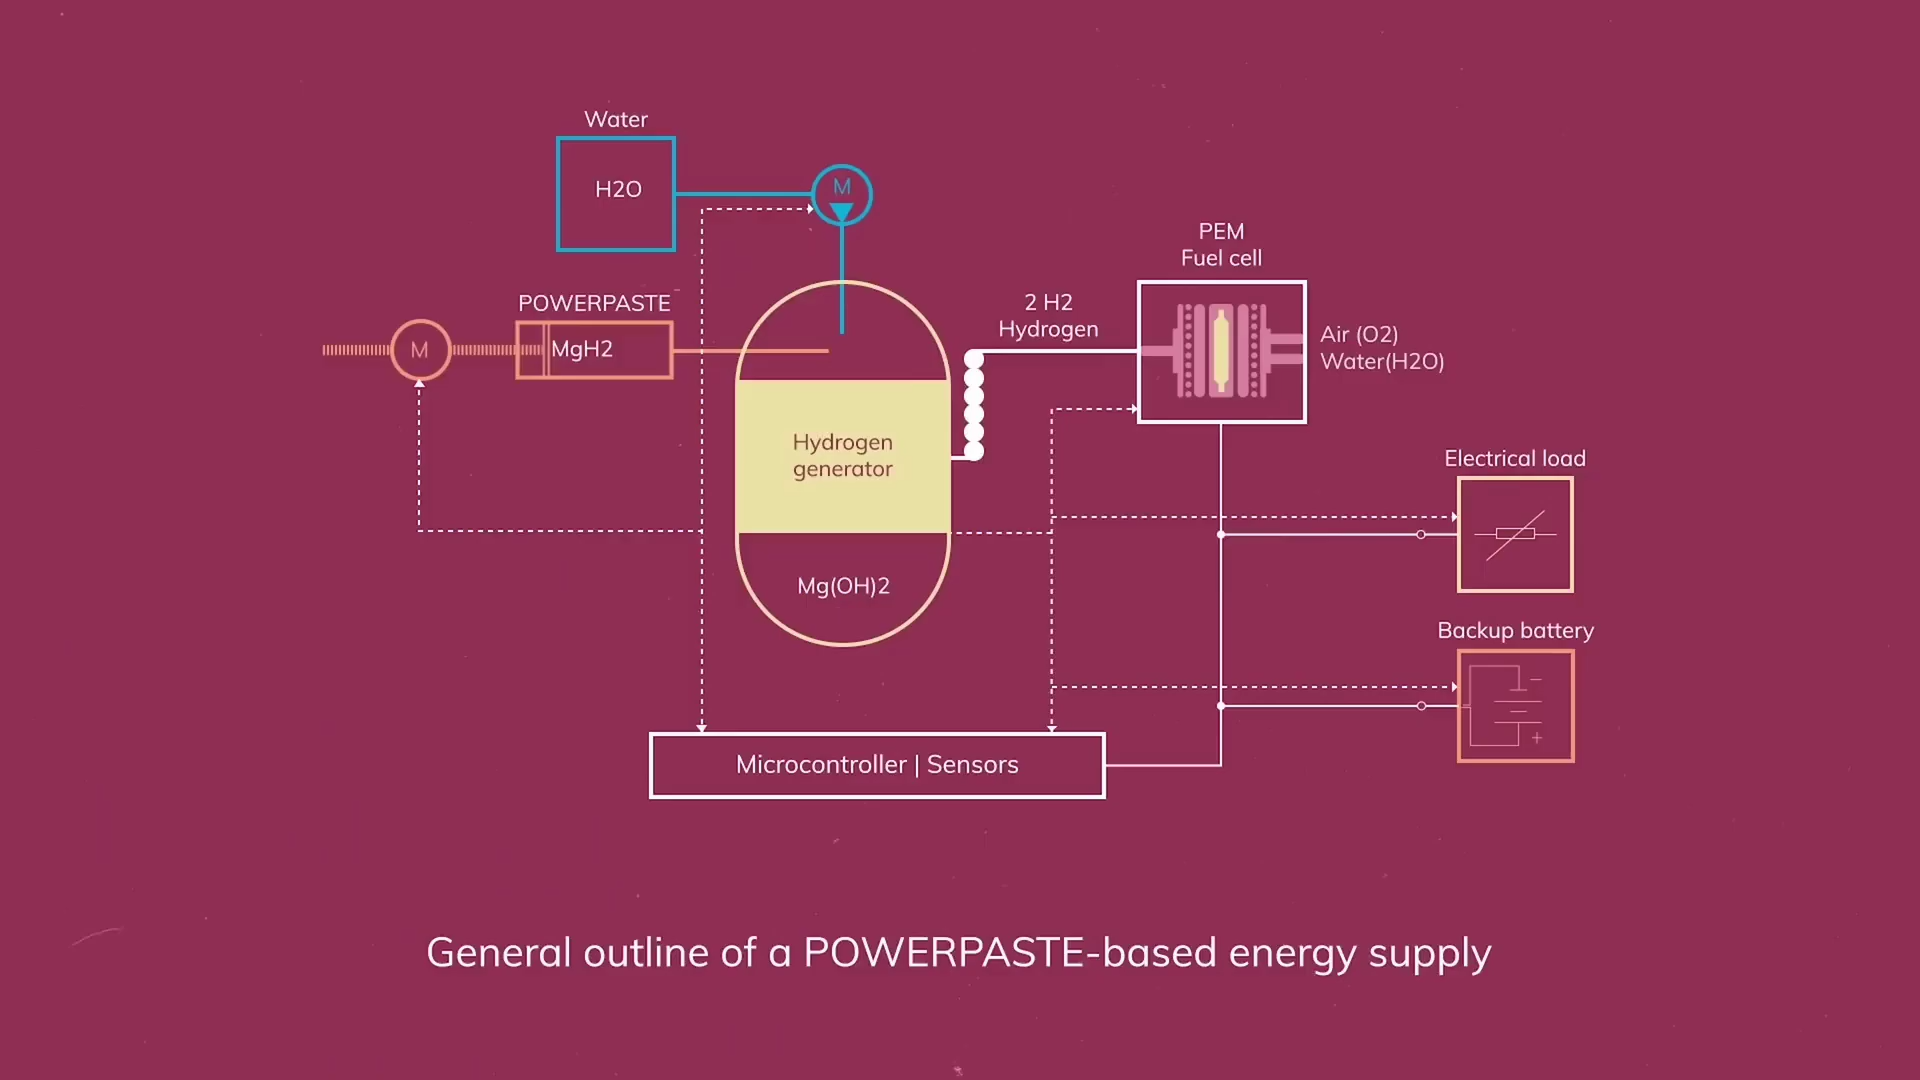 Water
H2O
M
PEM
Fuel cell
POWERPASTE
M
MgH2
2 H2
Hydrogen
Air (O2)
Water(H2O)
Hydrogen
generator
Electrical load
Mg(OH)2
Backup battery
−
+
Microcontroller | Sensors
General outline of a POWERPASTE-based energy supply